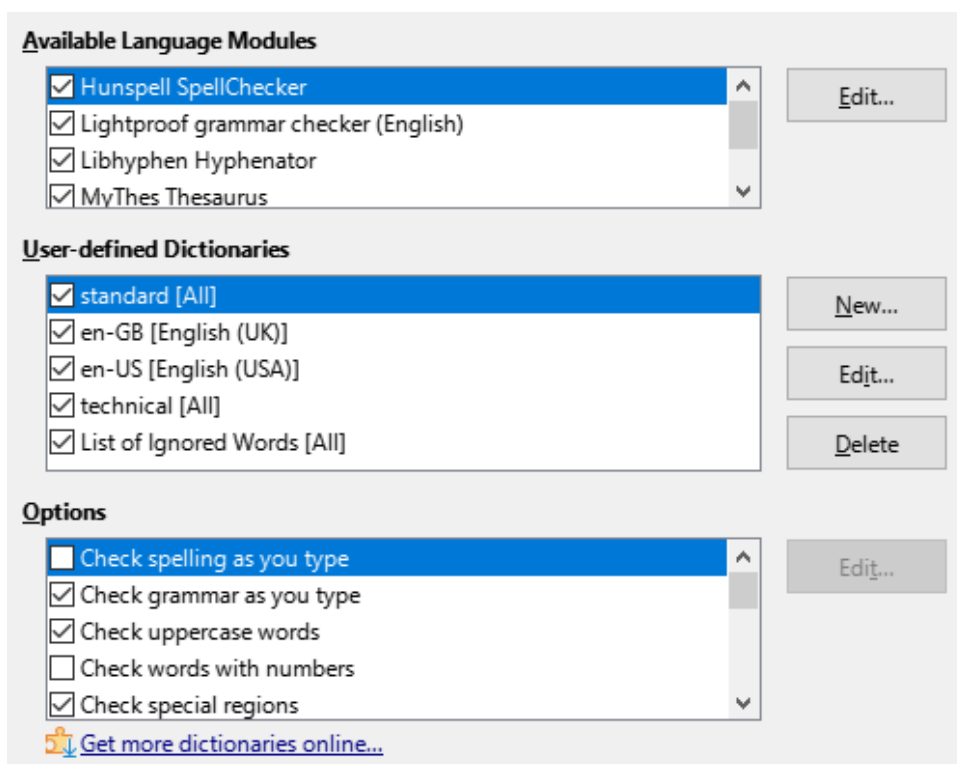 Available Language Modules
Hunspell SpellChecker
Edit...
Lightproof grammar checker (English)
Libhyphen Hyphenator
MyThes Thesaurus
User-defined Dictionaries
standard [All]
New...
en-GB [English (UK)]
en-US [English (USA)]
Edit...
technical [All]
List of Ignored Words [All]
Delete
Options
Check spelling as you type
Edit...
Check grammar as you type
Check uppercase words
Check words with numbers
Check special regions
Get more dictionaries online...